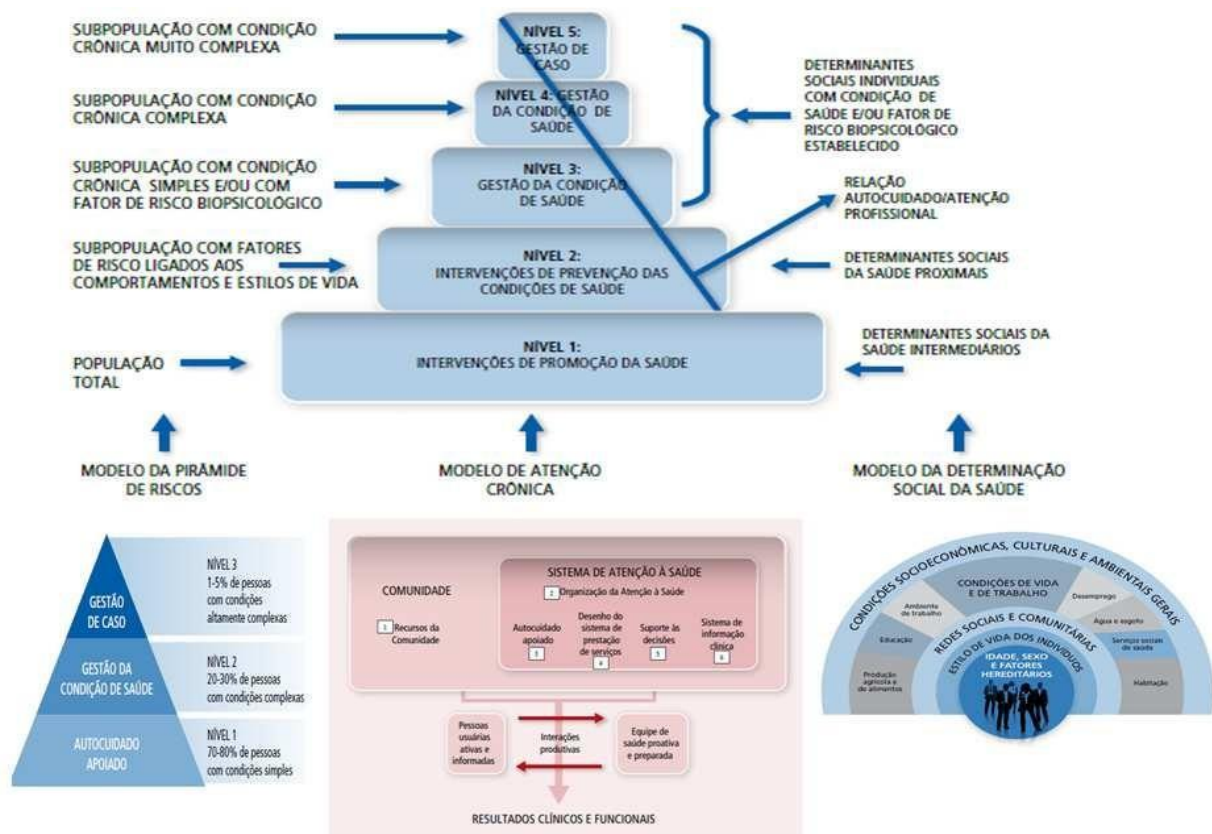 SUBPOPULAÇÃO COM CONDIÇÃO
CRÔNICA MUITO COMPLEXA
NÍVEL 5:
GESTÃO DE
CASO
DETERMINANTES
SOCIAIS INDIVIDUAIS
COM CONDIÇÃO DE
SAÚDE E/OU FATOR DE
RISCO BIOPSICOLÓGICO
ESTABELECIDO
SUBPOPULAÇÃO COM CONDIÇÃO
CRÔNICA COMPLEXA
NÍVEL 4: GESTÃO
DA CONDIÇÃO DE
SAÚDE
SUBPOPULAÇÃO COM CONDIÇÃO
CRÔNICA SIMPLES E/OU COM
FATOR DE RISCO BIOPSICOLÓGICO
NÍVEL 3:
GESTÃO DA CONDIÇÃO
DE SAÚDE
RELAÇÃO
AUTOCUIDADO/ATENÇÃO
PROFISSIONAL
SUBPOPULAÇÃO COM FATORES
DE RISCO LIGADOS AOS
COMPORTAMENTOS E ESTILOS DE VIDA
NÍVEL 2:
INTERVENÇÕES DE PREVENÇÃO DAS
CONDIÇÕES DE SAÚDE
DETERMINANTES SOCIAIS
DA SAÚDE PROXIMAIS
POPULAÇÃO
TOTAL
NÍVEL 1:
INTERVENÇÕES DE PROMOÇÃO DA SAÚDE
DETERMINANTES SOCIAIS DA
SAÚDE INTERMEDIÁRIOS
MODELO DA PIRÂMIDE
DE RISCOS
MODELO DE ATENÇÃO
CRÔNICA
MODELO DA DETERMINAÇÃO
SOCIAL DA SAÚDE
GESTÃO
DE CASO
NÍVEL 3
1-5% de pessoas
com condições
altamente complexas
GESTÃO DA
CONDIÇÃO DE SAÚDE
NÍVEL 2
20-30% de pessoas
com condições complexas
AUTOCUIDADO
APOIADO
NÍVEL 1
70-80% de pessoas
com condições simples
COMUNIDADE
1 Recursos da
Comunidade
SISTEMA DE ATENÇÃO À SAÚDE
2 Organização da Atenção à Saúde
Autocuidado
apoiado
3
Desenho do
sistema de
prestação
de serviços
4
Suporte às
decisões
5
Sistema de
informação
clínica
6
Pessoas
usuárias
ativas e
informadas
Interações
produtivas
Equipe de
saúde proativa
e preparada
RESULTADOS CLÍNICOS E FUNCIONAIS
CONDIÇÕES SOCIOECONÔMICAS, CULTURAIS E AMBIENTAIS GERAIS
CONDIÇÕES DE VIDA
E DE TRABALHO
Ambiente
de trabalho
Desemprego
Educação
Água e esgoto
Serviços sociais
de saúde
Produção
agrícola e
de alimentos
Habitação
REDES SOCIAIS E COMUNITÁRIAS
ESTILO DE VIDA DOS INDIVÍDUOS
IDADE, SEXO
E FATORES
HEREDITÁRIOS